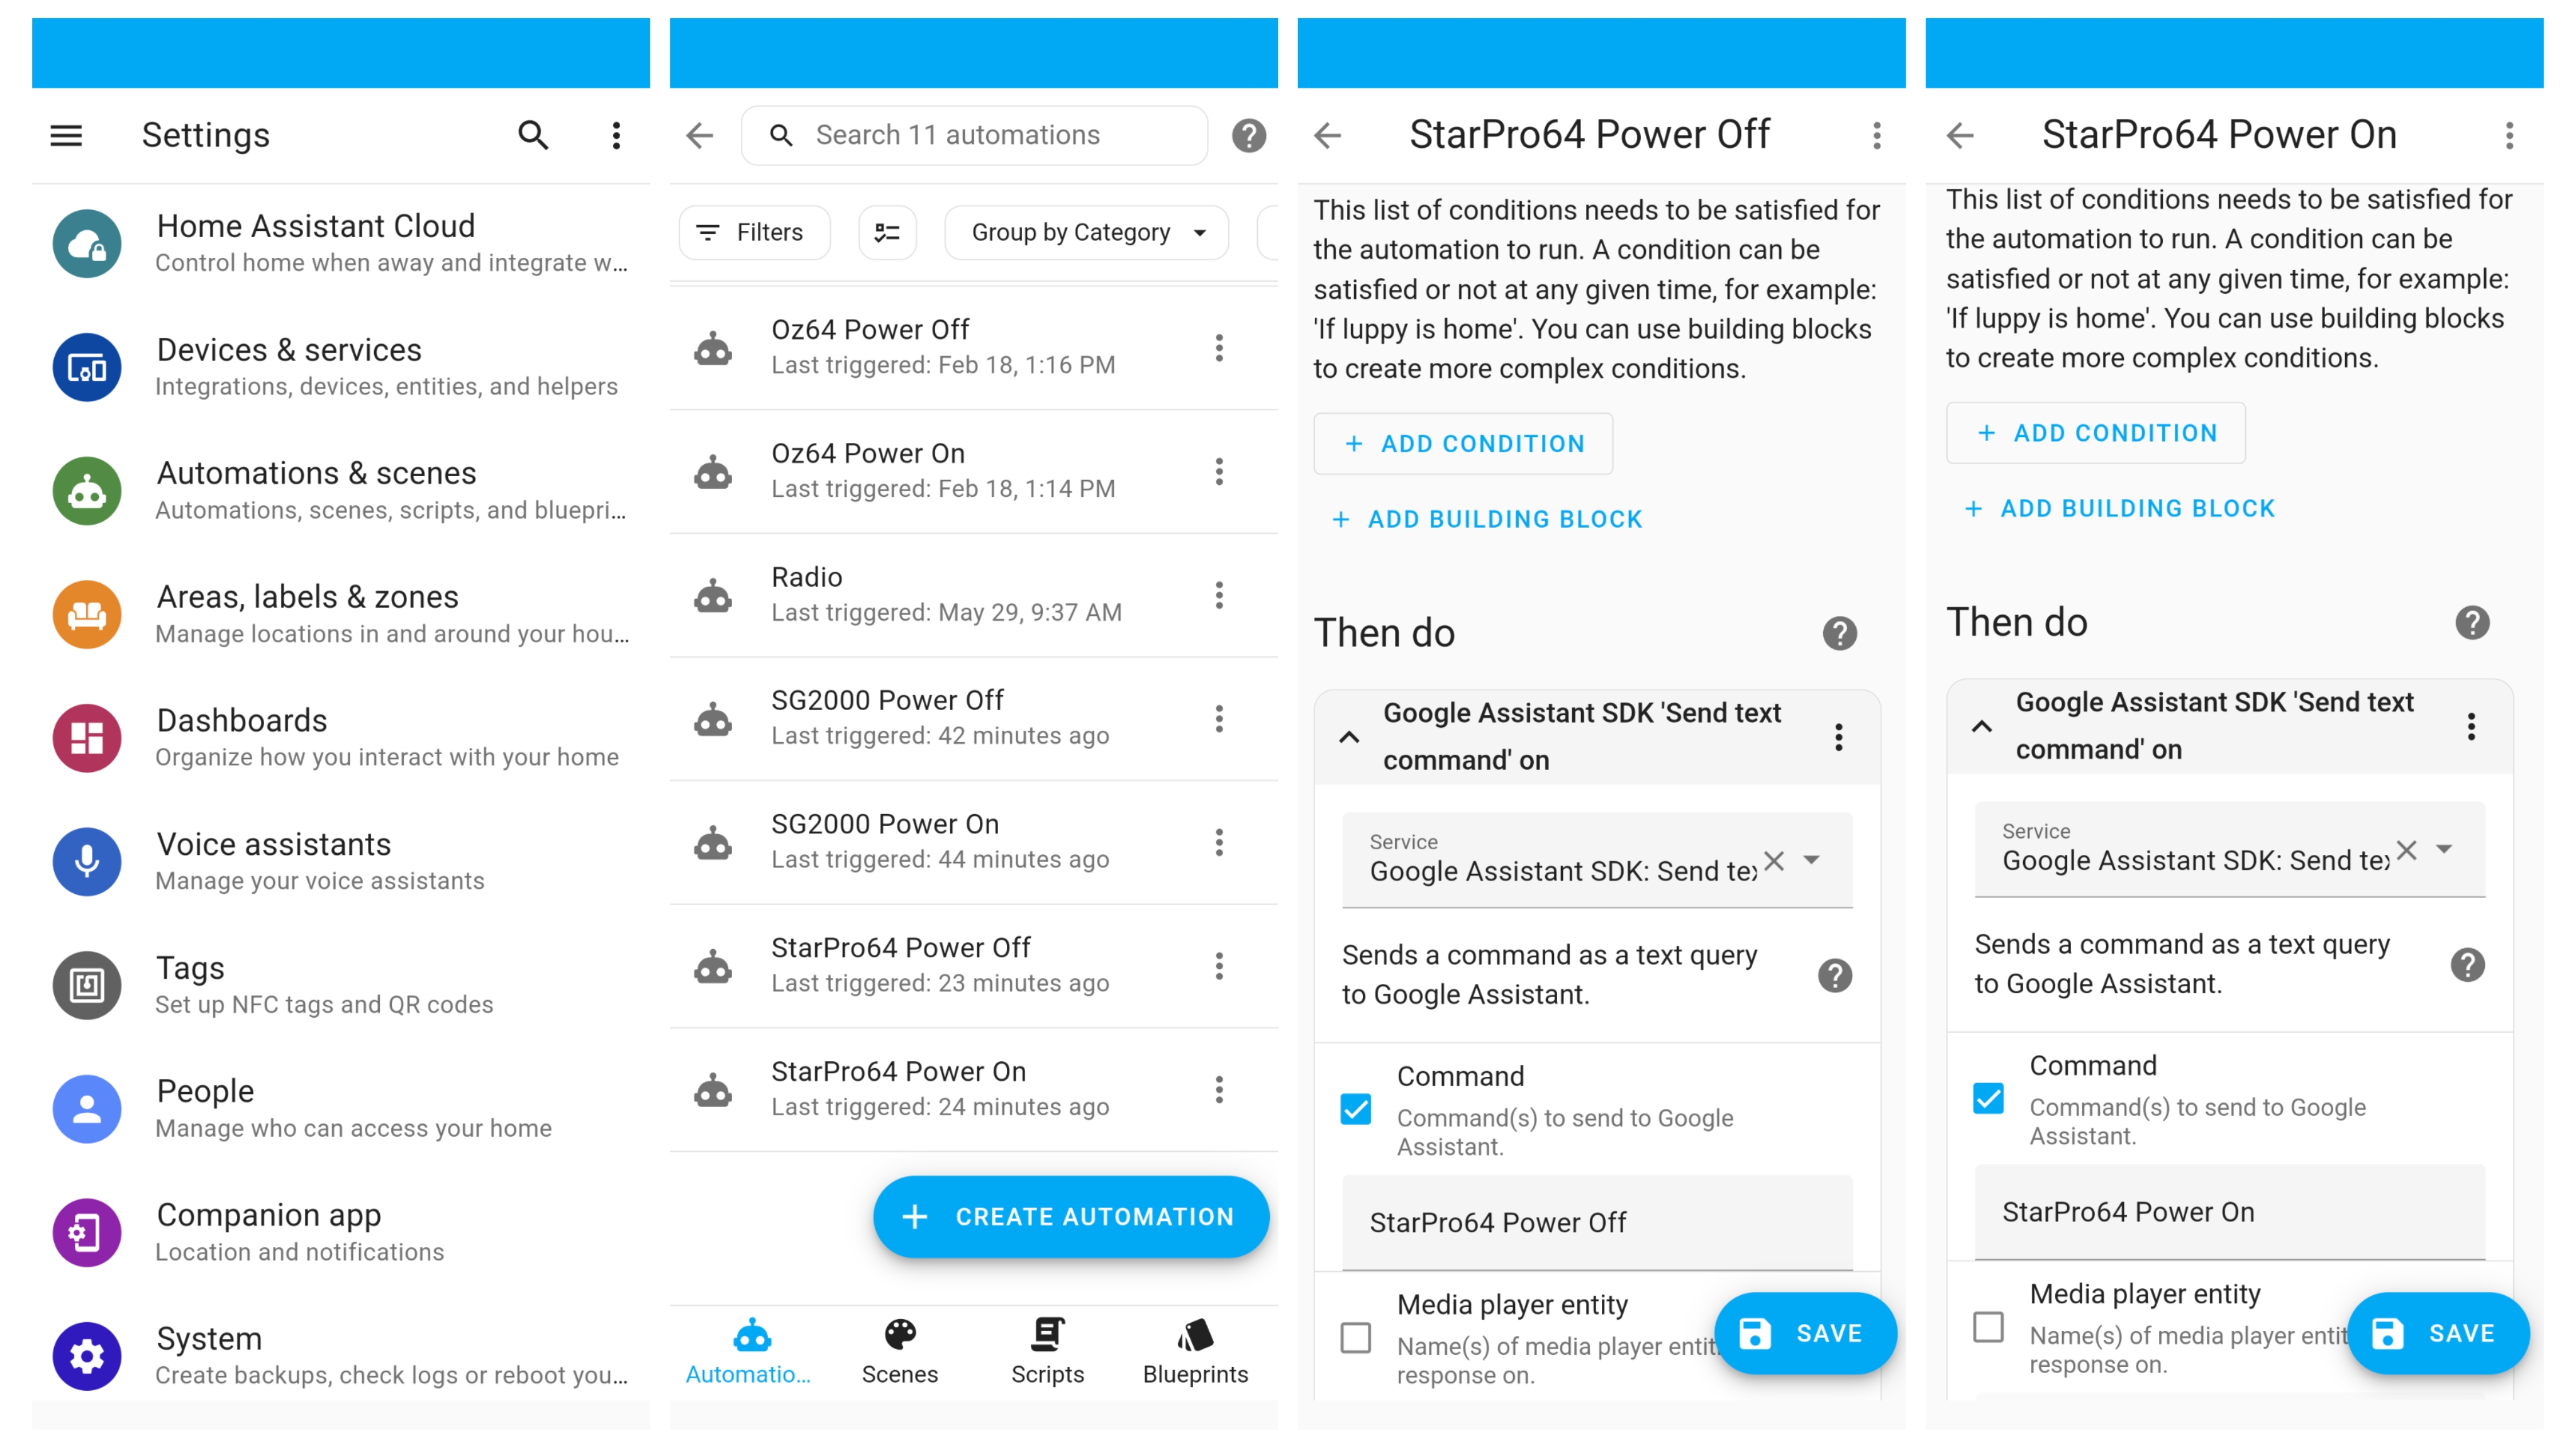 Settings
Home Assistant Cloud
Control home when away and integrate w...
Devices & services
Integrations, devices, entities, and helpers
Automations & scenes
Automations, scenes, scripts, and bluepri...
Areas, labels & zones
Manage locations in and around your hou...
Dashboards
Organize how you interact with your home
Voice assistants
Manage your voice assistants
Tags
Set up NFC tags and QR codes
People
Manage who can access your home
Companion app
Location and notifications
System
Create backups, check logs or reboot you...
Search 11 automations
Filters
Group by Category
Oz64 Power Off
Last triggered: Feb 18, 1:16 PM
Oz64 Power On
Last triggered: Feb 18, 1:14 PM
Radio
Last triggered: May 29, 9:37 AM
SG2000 Power Off
Last triggered: 42 minutes ago
SG2000 Power On
Last triggered: 44 minutes ago
StarPro64 Power Off
Last triggered: 23 minutes ago
StarPro64 Power On
Last triggered: 24 minutes ago
+ CREATE AUTOMATION
Automatio...
Scenes
Scripts
Blueprints
StarPro64 Power Off
This list of conditions needs to be satisfied for
the automation to run. A condition can be
satisfied or not at any given time, for example:
'If luppy is home'. You can use building blocks
to create more complex conditions.
+ ADD CONDITION
+ ADD BUILDING BLOCK
Then do
Google Assistant SDK 'Send text
command' on
Service
Google Assistant SDK: Send tex
Sends a command as a text query
to Google Assistant.
Command
Command(s) to send to Google
Assistant.
StarPro64 Power Off
Media player entity
Name(s) of media player entit
response on.
SAVE
StarPro64 Power On
This list of conditions needs to be satisfied for
the automation to run. A condition can be
satisfied or not at any given time, for example:
'If luppy is home'. You can use building blocks
to create more complex conditions.
+ ADD CONDITION
+ ADD BUILDING BLOCK
Then do
Google Assistant SDK 'Send text
command' on
Service
Google Assistant SDK: Send tex
Sends a command as a text query
to Google Assistant.
Command
Command(s) to send to Google
Assistant.
StarPro64 Power On
Media player entity
Name(s) of media player entit
response on.
SAVE